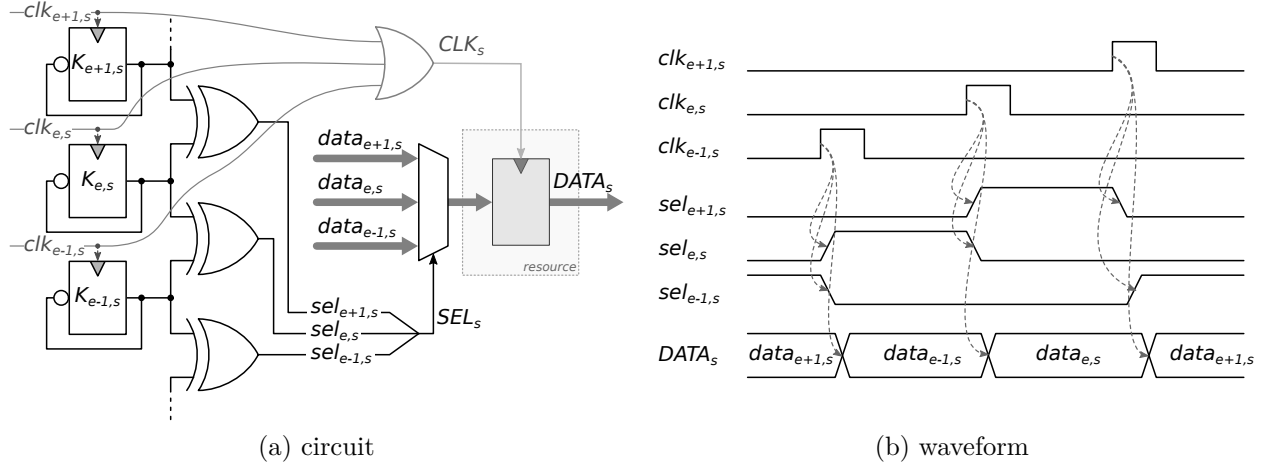 clk_{e+1,s}
K_{e+1,s}
CLK_s
clk_{e,s}
K_{e,s}
data_{e+1,s}
data_{e,s}
data_{e-1,s}
DATA_s
resource
clk_{e-1,s}
K_{e-1,s}
sel_{e+1,s}
sel_{e,s}
sel_{e-1,s}
SEL_s
(a) circuit
clk_{e+1,s}
clk_{e,s}
clk_{e-1,s}
sel_{e+1,s}
sel_{e,s}
sel_{e-1,s}
DATA_s data_{e+1,s} data_{e-1,s} data_{e,s} data_{e+1,s}
(b) waveform